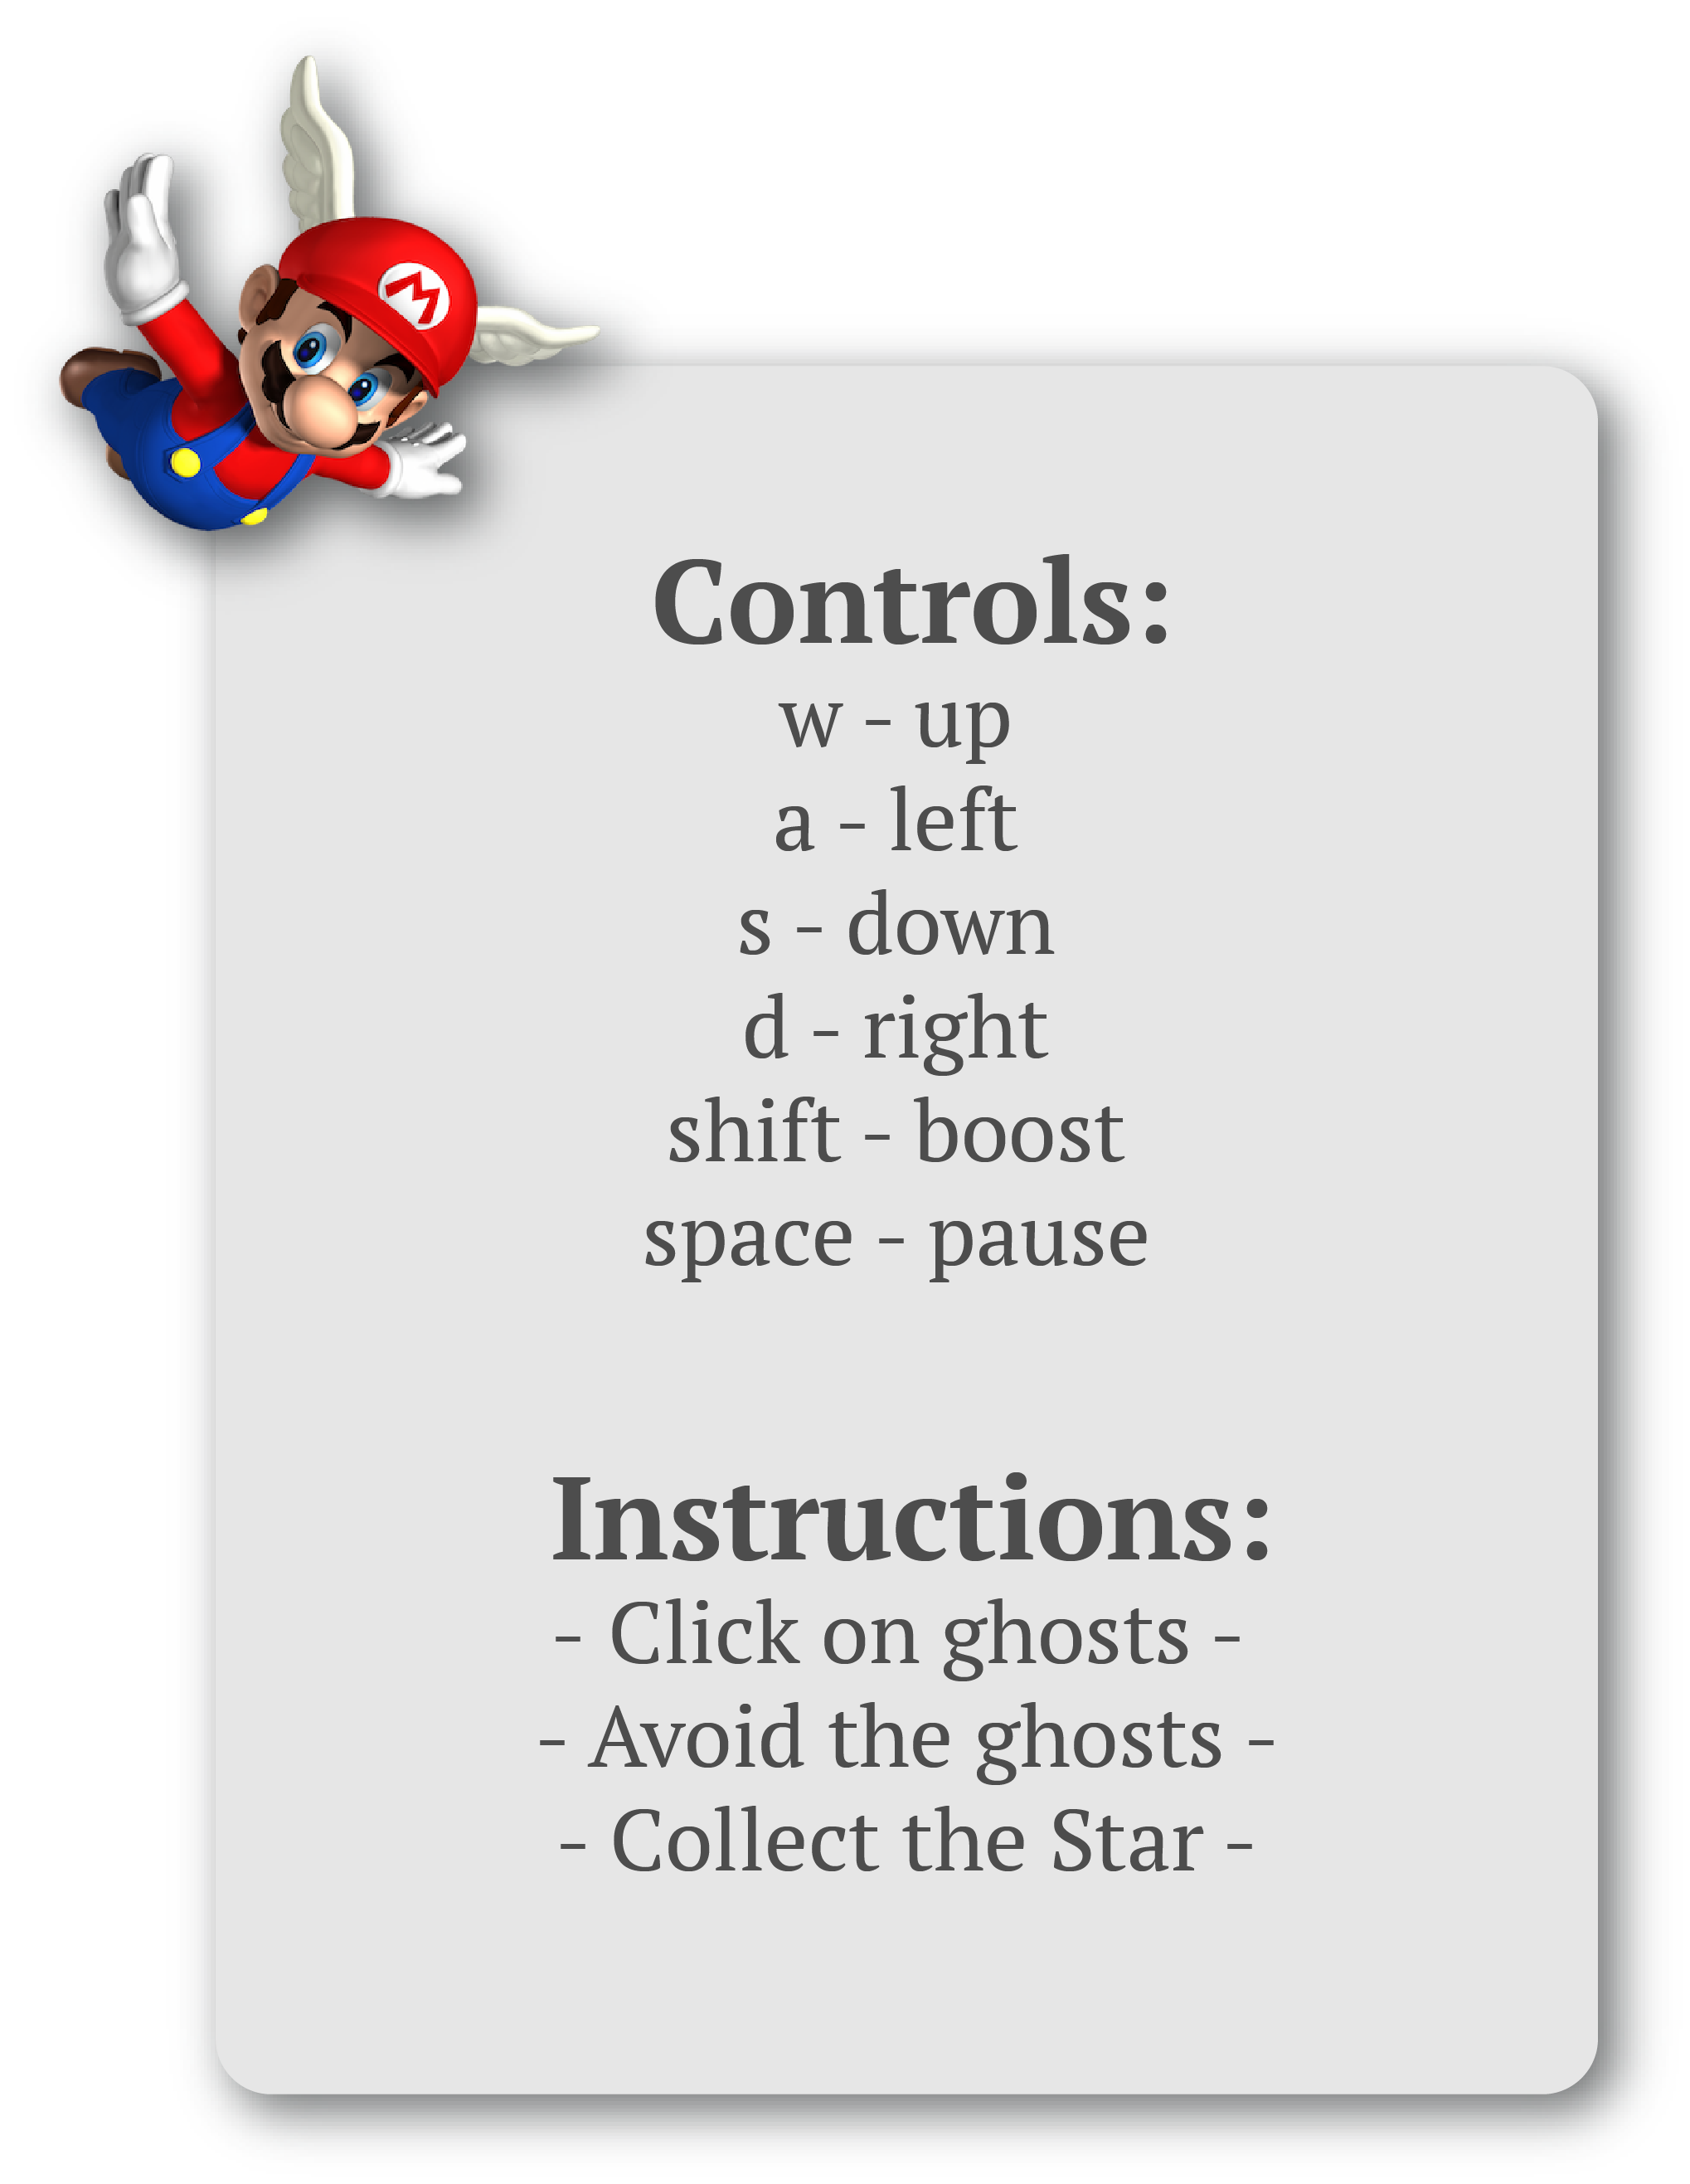 M
Controls:
w - up
a - left
s - down
d - right
shift - boost
space - pause
Instructions:
- Click on ghosts -
- Avoid the ghosts -
- Collect the Star -